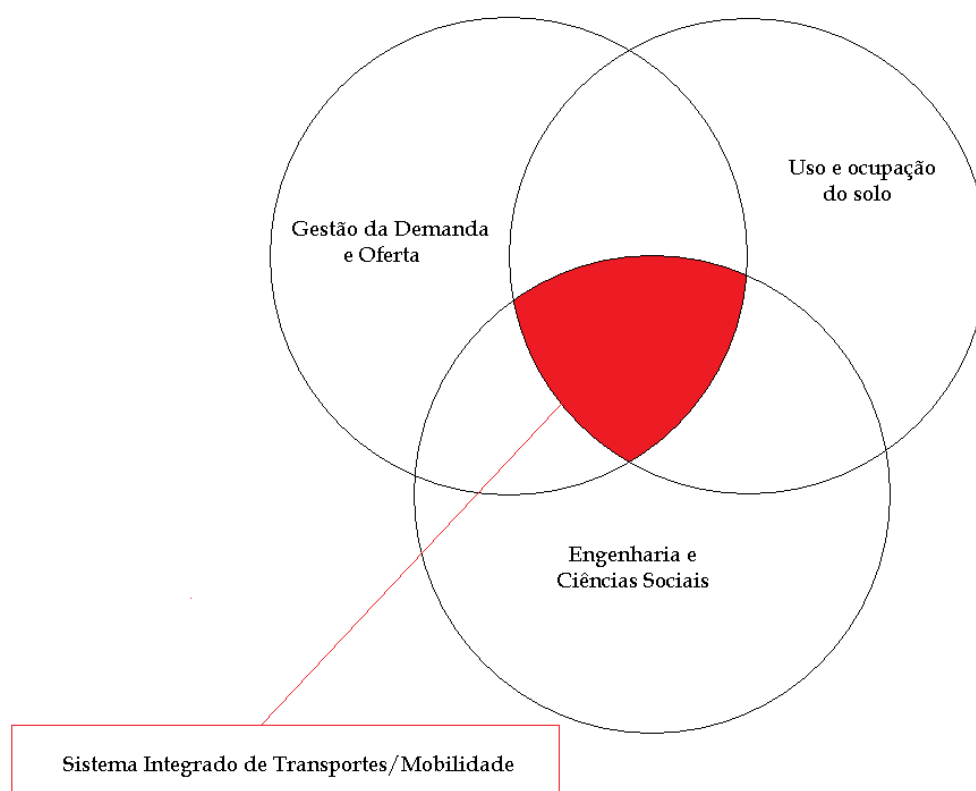 Uso e ocupação
do solo
Gestão da Demanda
e Oferta
Engenharia e
Ciências Sociais
Sistema Integrado de Transportes/Mobilidade